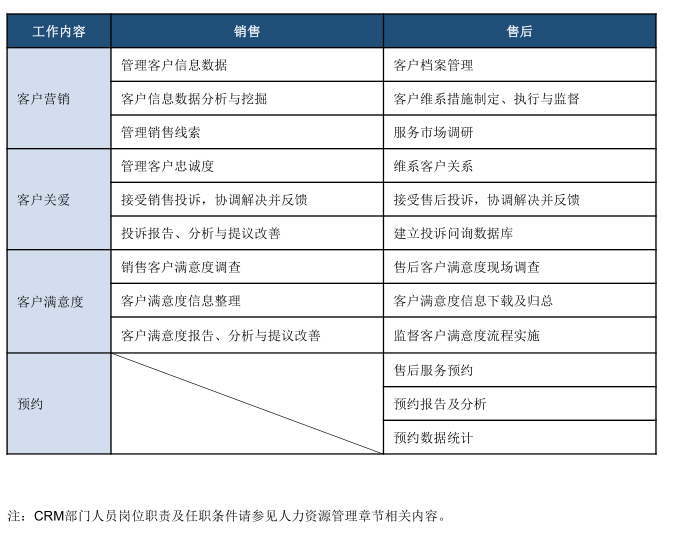 工作内容 销售 售后
管理客户信息数据 客户档案管理
客户营销 客户信息数据分析与挖掘 客户维系措施制定、执行与监督
管理销售线索 服务市场调研
管理客户忠诚度 维系客户关系
客户关爱 接受销售投诉，协调解决并反馈 接受售后投诉，协调解决并反馈
投诉报告、分析与提议改善 建立投诉问询数据库
销售客户满意度调查 售后客户满意度现场调查
客户满意度 客户满意度信息整理 客户满意度信息下载及归总
客户满意度报告、分析与提议改善 监督客户满意度流程实施
售后服务预约
预约 预约报告及分析
预约数据统计
注：CRM部门人员岗位职责及任职条件请参见人力资源管理章节相关内容。